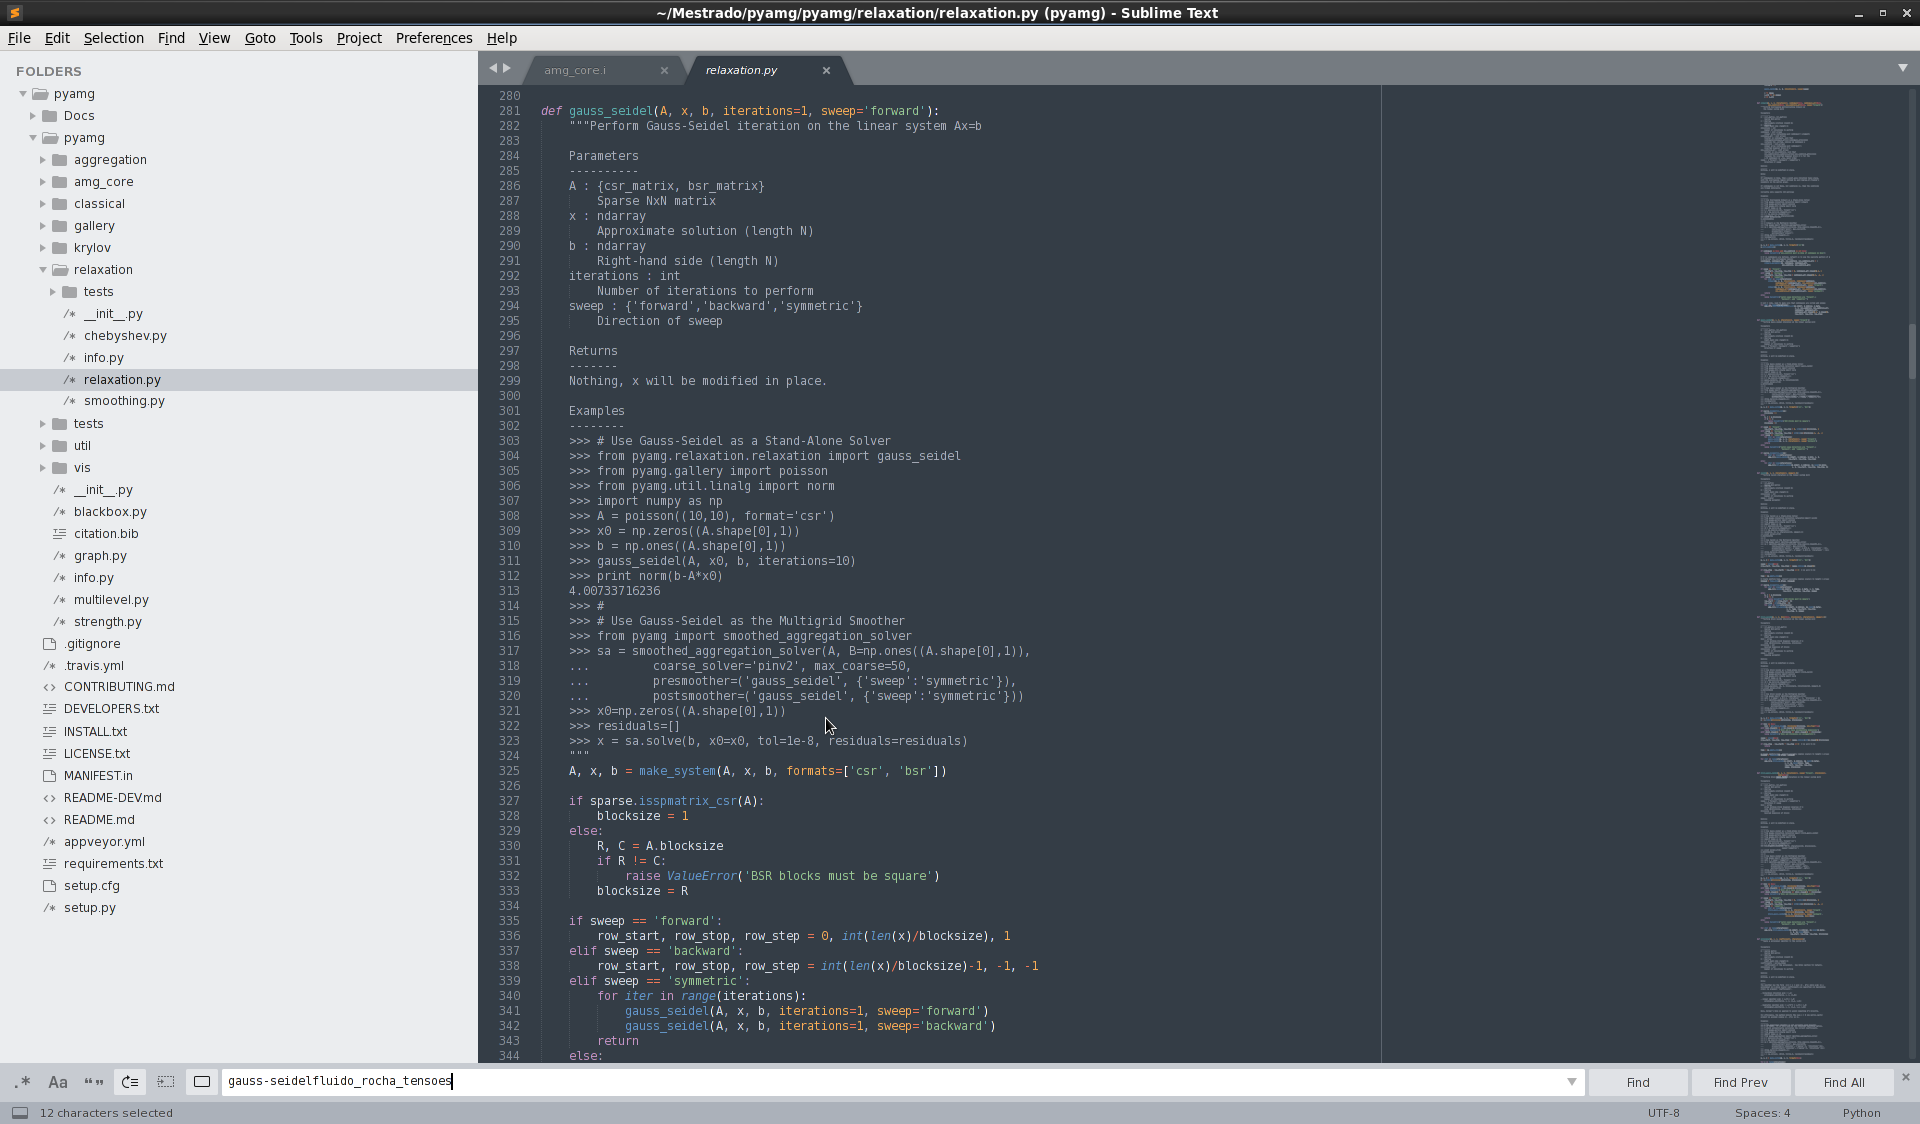 ~/Mestrado/pyamg/pyamg/relaxation/relaxation.py (pyamg) - Sublime Text
File Edit Selection Find View Goto Tools Project Preferences Help
FOLDERS
pyamg
Docs
pyamg
aggregation
amg_core
classical
gallery
krylov
relaxation
tests
__init__.py
chebyshev.py
info.py
relaxation.py
smoothing.py
tests
util
vis
__init__.py
blackbox.py
citation.bib
graph.py
info.py
multilevel.py
strength.py
.gitignore
.travis.yml
CONTRIBUTING.md
DEVELOPERS.txt
INSTALL.txt
LICENSE.txt
MANIFEST.in
README-DEV.md
README.md
appveyor.yml
requirements.txt
setup.cfg
setup.py
amg_core.i
relaxation.py
280
281 def gauss_seidel(A, x, b, iterations=1, sweep='forward'):
282     """Perform Gauss-Seidel iteration on the linear system Ax=b
283
284     Parameters
285     ----------
286     A : {csr_matrix, bsr_matrix}
287         Sparse NxN matrix
288     x : ndarray
289         Approximate solution (length N)
290     b : ndarray
291         Right-hand side (length N)
292     iterations : int
293         Number of iterations to perform
294     sweep : {'forward','backward','symmetric'}
295         Direction of sweep
296
297     Returns
298     -------
299     Nothing, x will be modified in place.
300
301     Examples
302     --------
303     >>> # Use Gauss-Seidel as a Stand-Alone Solver
304     >>> from pyamg.relaxation.relaxation import gauss_seidel
305     >>> from pyamg.gallery import poisson
306     >>> from pyamg.util.linalg import norm
307     >>> import numpy as np
308     >>> A = poisson((10,10), format='csr')
309     >>> x0 = np.zeros((A.shape[0],1))
310     >>> b = np.ones((A.shape[0],1))
311     >>> gauss_seidel(A, x0, b, iterations=10)
312     >>> print norm(b-A*x0)
313     4.00733716236
314     >>> #
315     >>> # Use Gauss-Seidel as the Multigrid Smoother
316     >>> from pyamg import smoothed_aggregation_solver
317     >>> sa = smoothed_aggregation_solver(A, B=np.ones((A.shape[0],1)),
318     ...         coarse_solver='pinv2', max_coarse=50,
319     ...         presmoother=('gauss_seidel', {'sweep':'symmetric'}),
320     ...         postsmoother=('gauss_seidel', {'sweep':'symmetric'}))
321     >>> x0=np.zeros((A.shape[0],1))
322     >>> residuals=[]
323     >>> x = sa.solve(b, x0=x0, tol=1e-8, residuals=residuals)
324     """
325     A, x, b = make_system(A, x, b, formats=['csr', 'bsr'])
326
327     if sparse.isspmatrix_csr(A):
328         blocksize = 1
329     else:
330         R, C = A.blocksize
331         if R != C:
332             raise ValueError('BSR blocks must be square')
333         blocksize = R
334
335     if sweep == 'forward':
336         row_start, row_stop, row_step = 0, int(len(x)/blocksize), 1
337     elif sweep == 'backward':
338         row_start, row_stop, row_step = int(len(x)/blocksize)-1, -1, -1
339     elif sweep == 'symmetric':
340         for iter in range(iterations):
341             gauss_seidel(A, x, b, iterations=1, sweep='forward')
342             gauss_seidel(A, x, b, iterations=1, sweep='backward')
343         return
344     else:
.* Aa “” gauss-seidelfluido_rocha_tensoes Find Find Prev Find All
12 characters selected UTF-8 Spaces: 4 Python